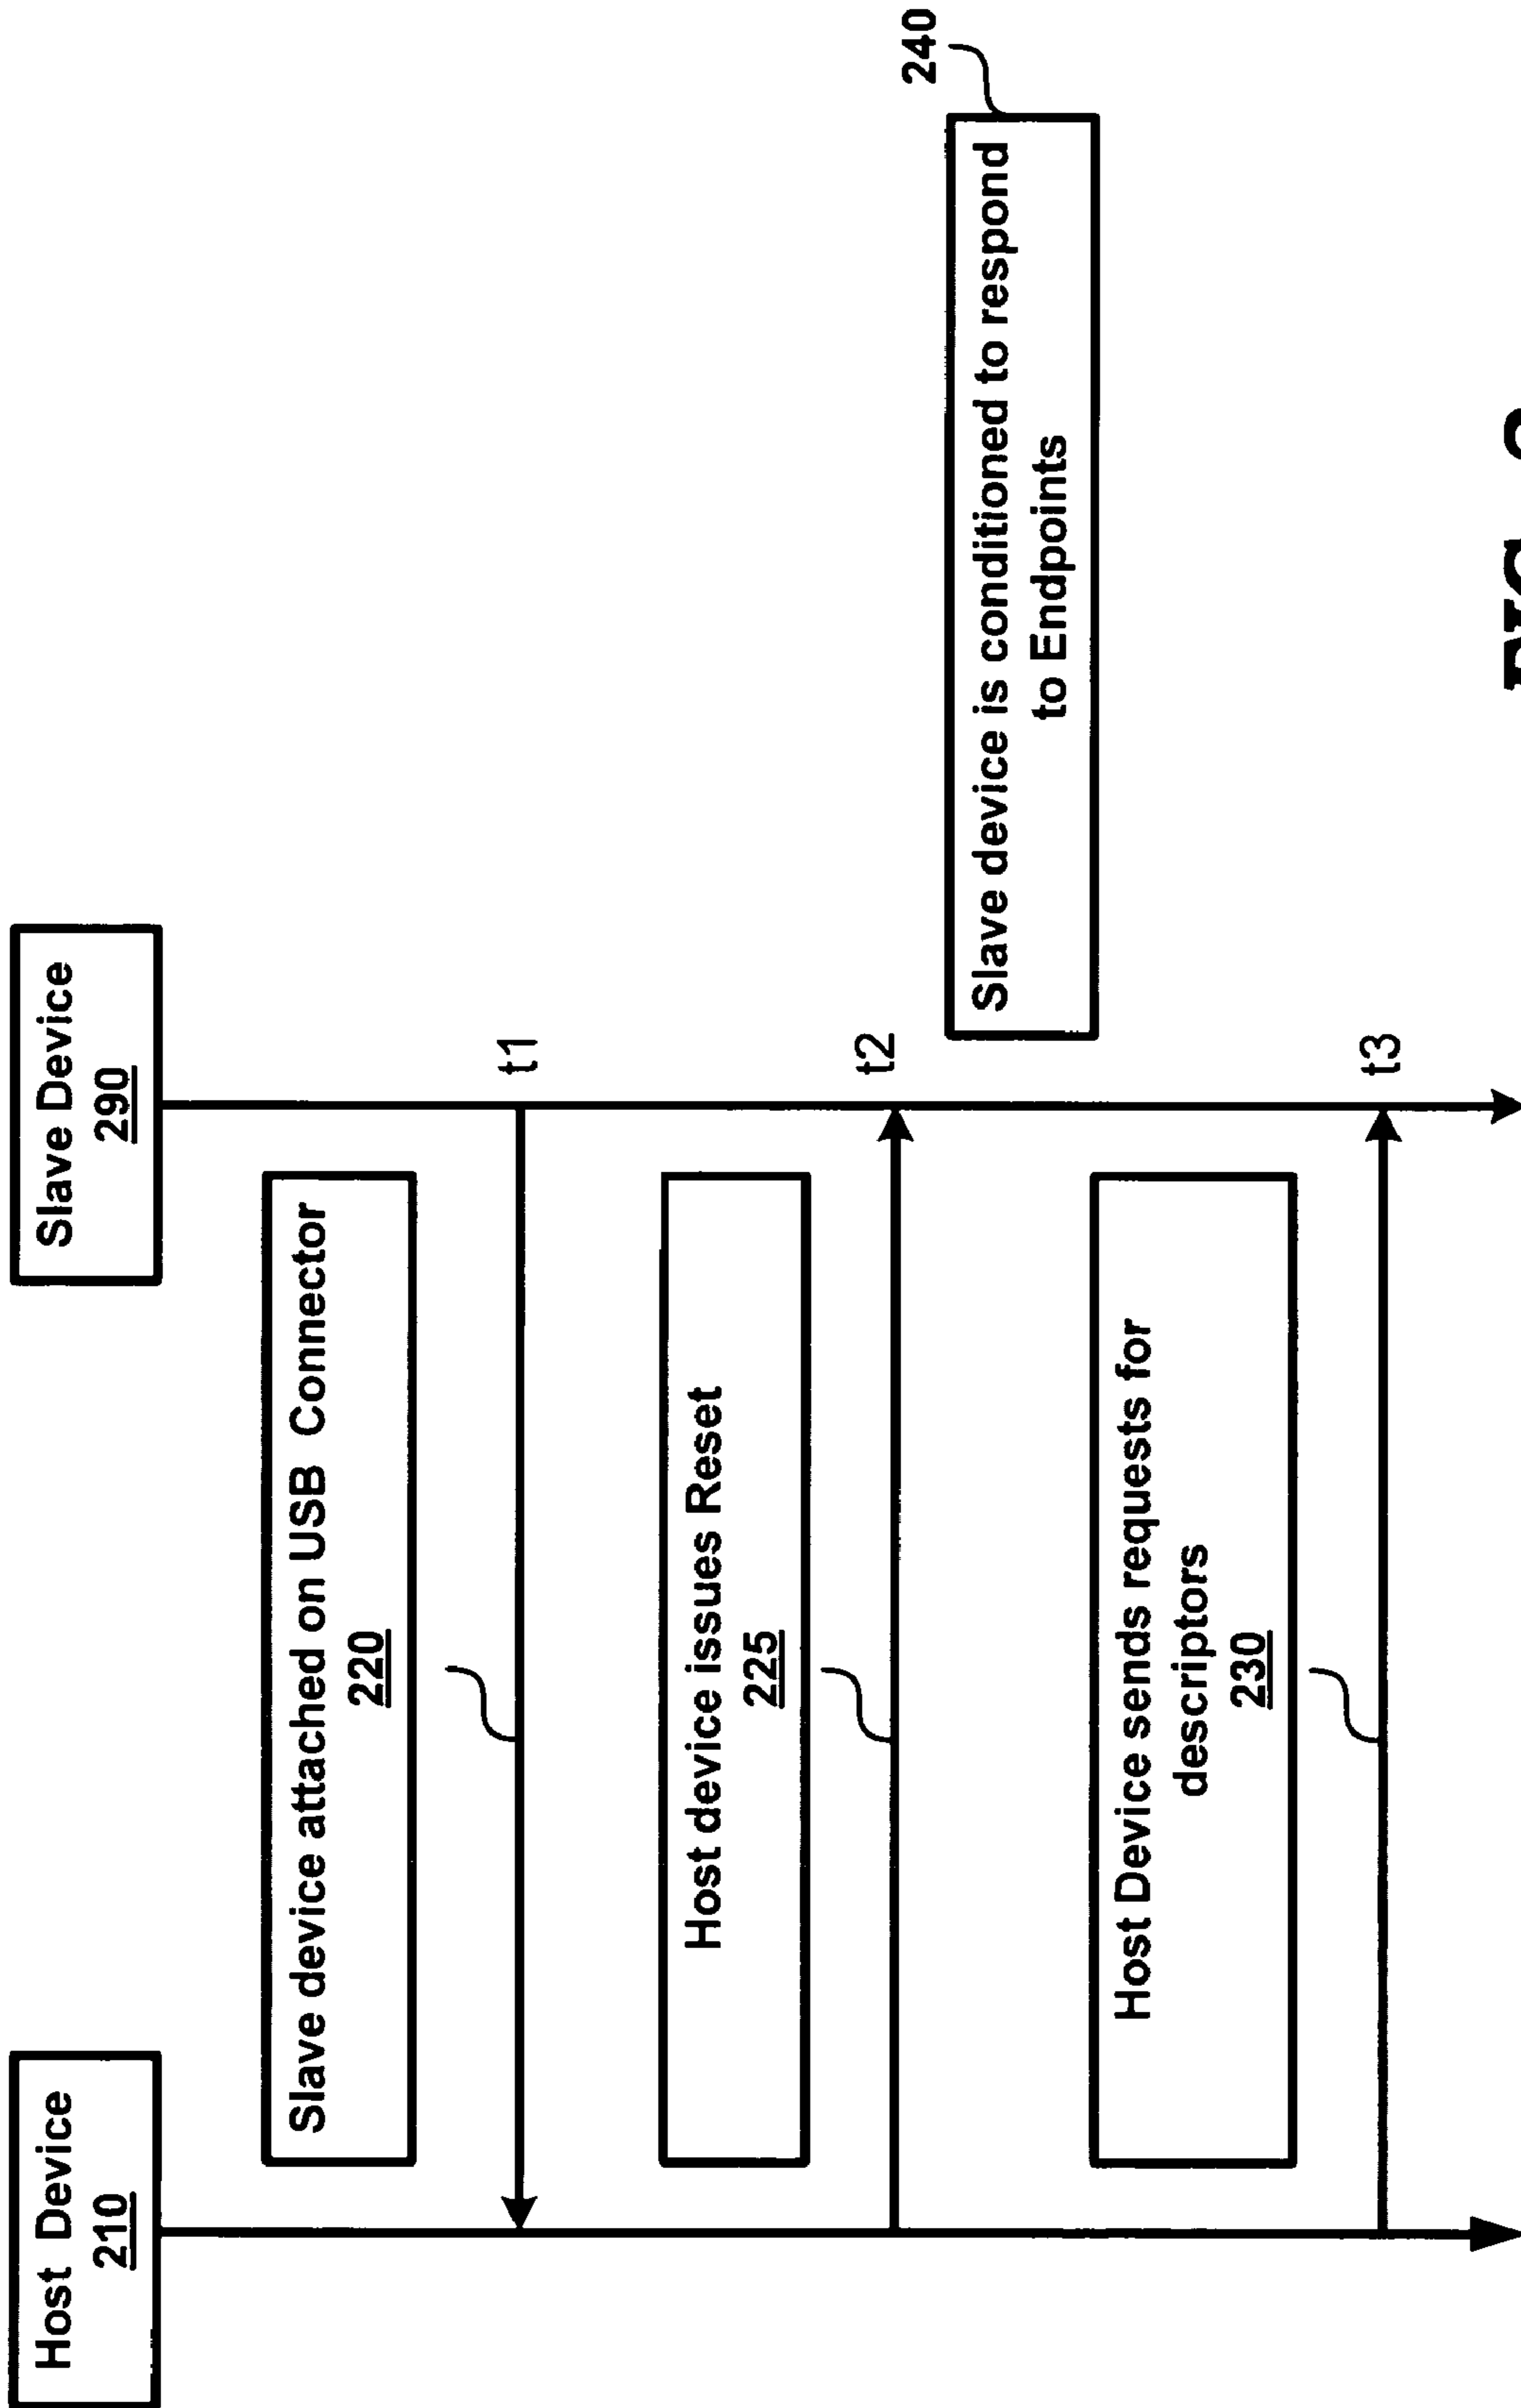 Host Device
210
Slave Device
290
Slave device attached on USB Connector
220
t1
Host device issues Reset
225
t2
Slave device is conditioned to respond
to Endpoints
240
Host Device sends requests for
descriptors
230
t3